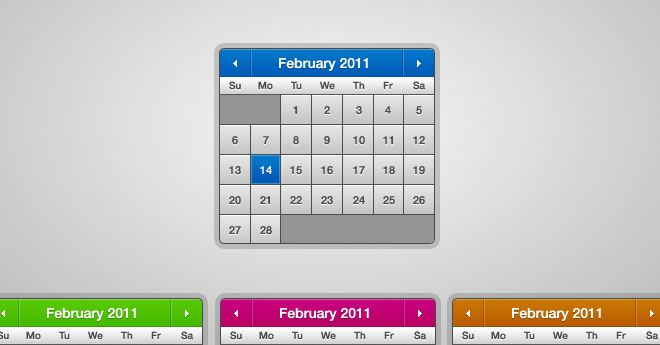 February 2011
Su Mo Tu We Th Fr Sa
1 2 3 4 5
6 7 8 9 10 11 12
13 14 15 16 17 18 19
20 21 22 23 24 25 26
27 28
February 2011 February 2011 February 2011
Su Mo Tu We Th Fr Sa Su Mo Tu We Th Fr Sa Su Mo Tu We Th Fr Sa